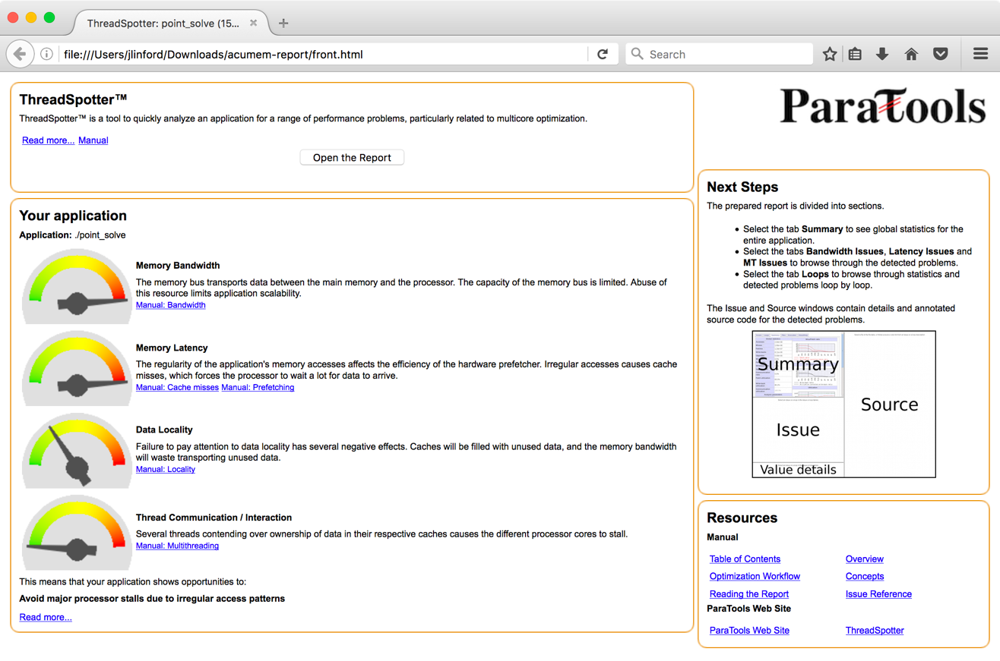 ThreadSpotter: point_solve (15...
file:///Users/jlinford/Downloads/acumem-report/front.html
Search
ThreadSpotter™
ThreadSpotter™ is a tool to quickly analyze an application for a range of performance problems, particularly related to multicore optimization.
Read more... Manual
Open the Report
Your application
Application: ./point_solve
Memory Bandwidth
The memory bus transports data between the main memory and the processor. The capacity of the memory bus is limited. Abuse of
this resource limits application scalability.
Manual: Bandwidth
Memory Latency
The regularity of the application's memory accesses affects the efficiency of the hardware prefetcher. Irregular accesses causes cache
misses, which forces the processor to wait a lot for data to arrive.
Manual: Cache misses Manual: Prefetching
Data Locality
Failure to pay attention to data locality has several negative effects. Caches will be filled with unused data, and the memory bandwidth
will waste transporting unused data.
Manual: Locality
Thread Communication / Interaction
Several threads contending over ownership of data in their respective caches causes the different processor cores to stall.
Manual: Multithreading
This means that your application shows opportunities to:
Avoid major processor stalls due to irregular access patterns
Read more...
ParaTools
Next Steps
The prepared report is divided into sections.
• Select the tab Summary to see global statistics for the
entire application.
• Select the tabs Bandwidth Issues, Latency Issues and
MT Issues to browse through the detected problems.
• Select the tab Loops to browse through statistics and
detected problems loop by loop.
The Issue and Source windows contain details and annotated
source code for the detected problems.
Summary
Source
Issue
Value details
Resources
Manual
Table of Contents Overview
Optimization Workflow Concepts
Reading the Report Issue Reference
ParaTools Web Site
ParaTools Web Site ThreadSpotter